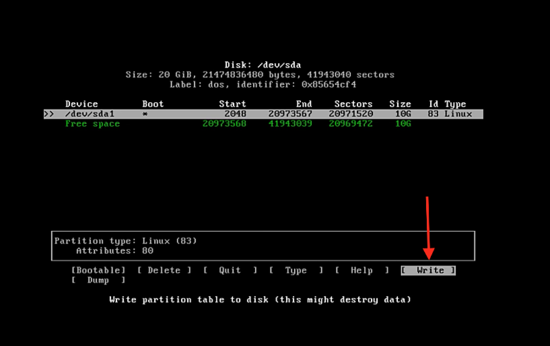 Disk: /dev/sda
Size: 20 GiB, 21474836480 bytes, 41943040 sectors
Label: dos, identifier: 0x85654cf4
Device Boot Start End Sectors Size Id Type
>> /dev/sda1 * 2048 20973567 20971520 10G 83 Linux
Free space 20973568 41943039 20969472 10G
Partition type: Linux (83)
Attributes: 80
[Bootable] [ Delete ] [ Quit ] [ Type ] [ Help ] [ Write ]
[ Dump ]
Write partition table to disk (this might destroy data)